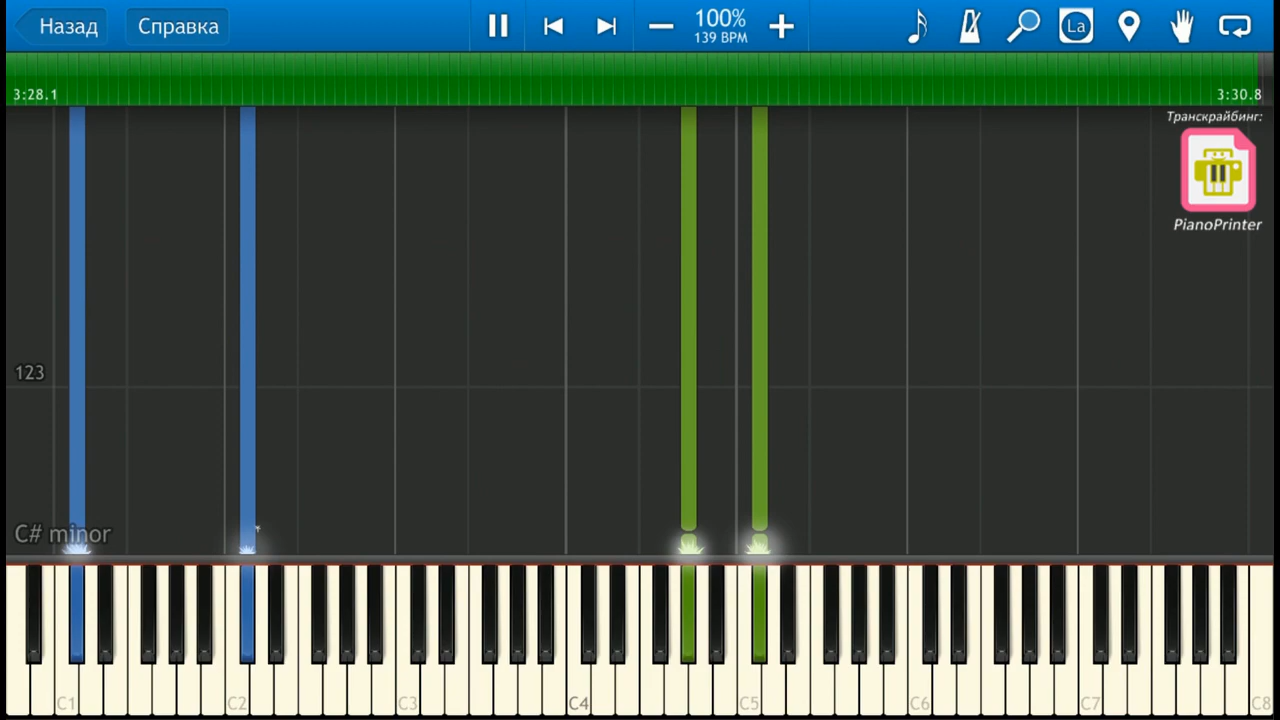 Назад
Справка
100%
139 BPM
La
3:28.1
3:30.8
Транскрайбинг:
PianoPrinter
123
C# minor
C1
C2
C3
C4
C5
C6
C7
C8